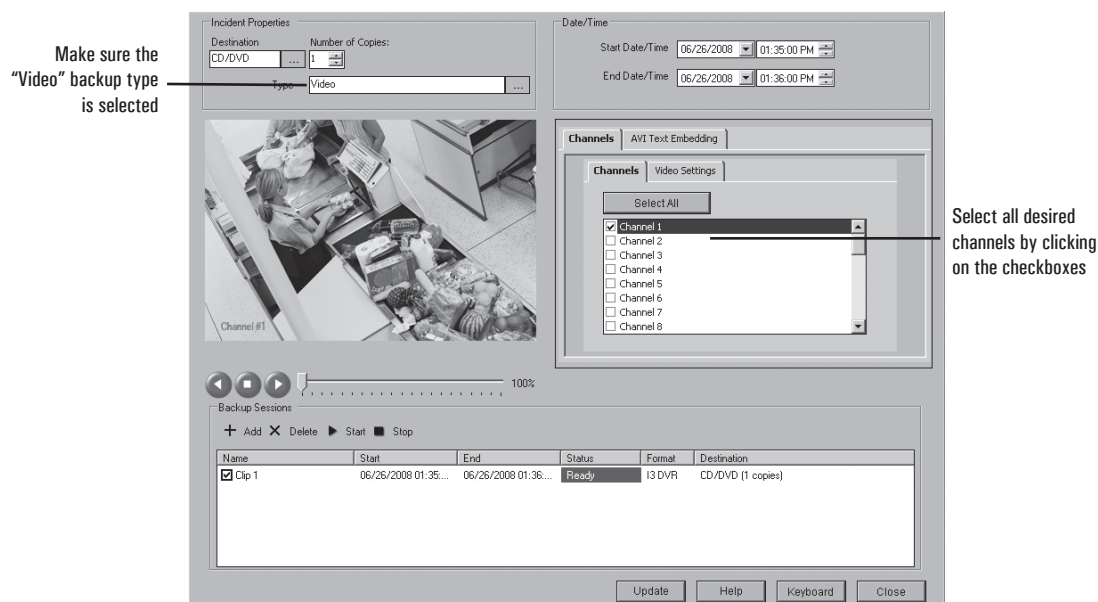 Make sure the
“Video” backup type
is selected
Incident Properties
Destination
Number of Copies:
CD/DVD
...
1
Type
Video
...
Date/Time
Start Date/Time
06/26/2008
01:35:00 PM
End Date/Time
06/26/2008
01:36:00 PM
Channel #1
Channels
AVI Text Embedding
Channels
Video Settings
Select All
Channel 1
Channel 2
Channel 3
Channel 4
Channel 5
Channel 6
Channel 7
Channel 8
Select all desired
channels by clicking
on the checkboxes
100%
Backup Sessions
Add Delete Start Stop
Name Start End Status Format Destination
Clip 1 06/26/2008 01:35:... 06/26/2008 01:36:... Ready I3 DVR CD/DVD (1 copies)
Update Help Keyboard Close